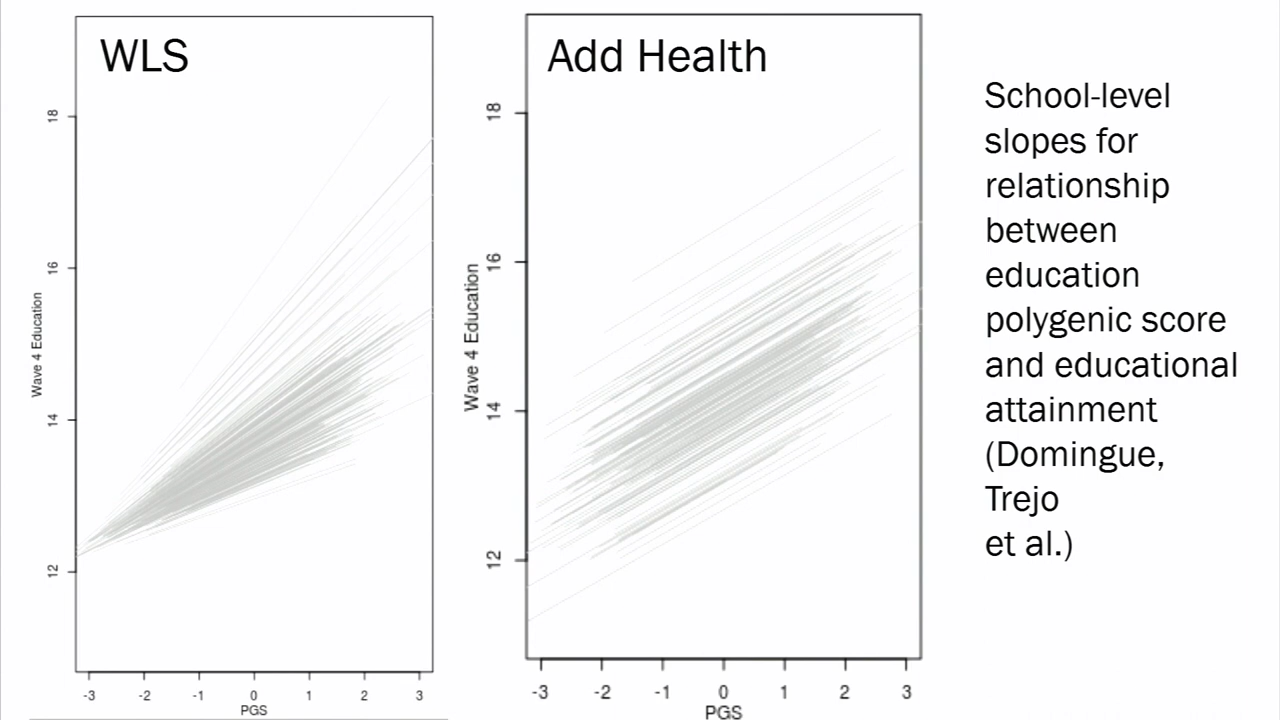 WLS
Wave 4 Education
18
16
14
12
-3 -2 -1 0 1 2 3
PGS
Add Health
Wave 4 Education
18
16
14
12
-3 -2 -1 0 1 2 3
PGS
School-level
slopes for
relationship
between
education
polygenic score
and educational
attainment
(Domingue,
Trejo
et al.)